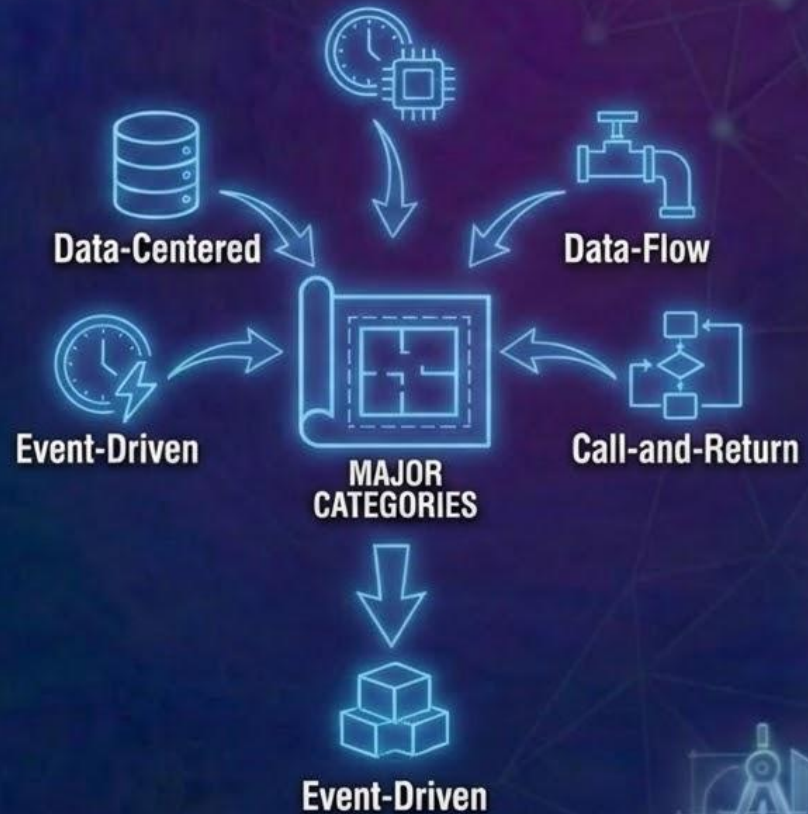 Data-Centered
Data-Flow
Event-Driven
Call-and-Return
MAJOR
CATEGORIES
Event-Driven